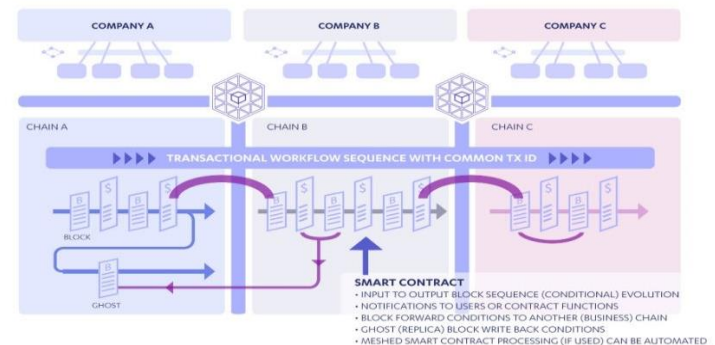 COMPANY A
COMPANY B
COMPANY C
CHAIN A
CHAIN B
CHAIN C
TRANSACTIONAL WORKFLOW SEQUENCE WITH COMMON TX ID
B $ B $
B $ B $ B $
B $ B $
BLOCK
B
GHOST
SMART CONTRACT
• INPUT TO OUTPUT BLOCK SEQUENCE (CONDITIONAL) EVOLUTION
• NOTIFICATIONS TO USERS OR CONTRACT FUNCTIONS
• BLOCK FORWARD CONDITIONS TO ANOTHER (BUSINESS) CHAIN
• GHOST (REPLICA) BLOCK WRITE BACK CONDITIONS
• MESHED SMART CONTRACT PROCESSING (IF USED) CAN BE AUTOMATED